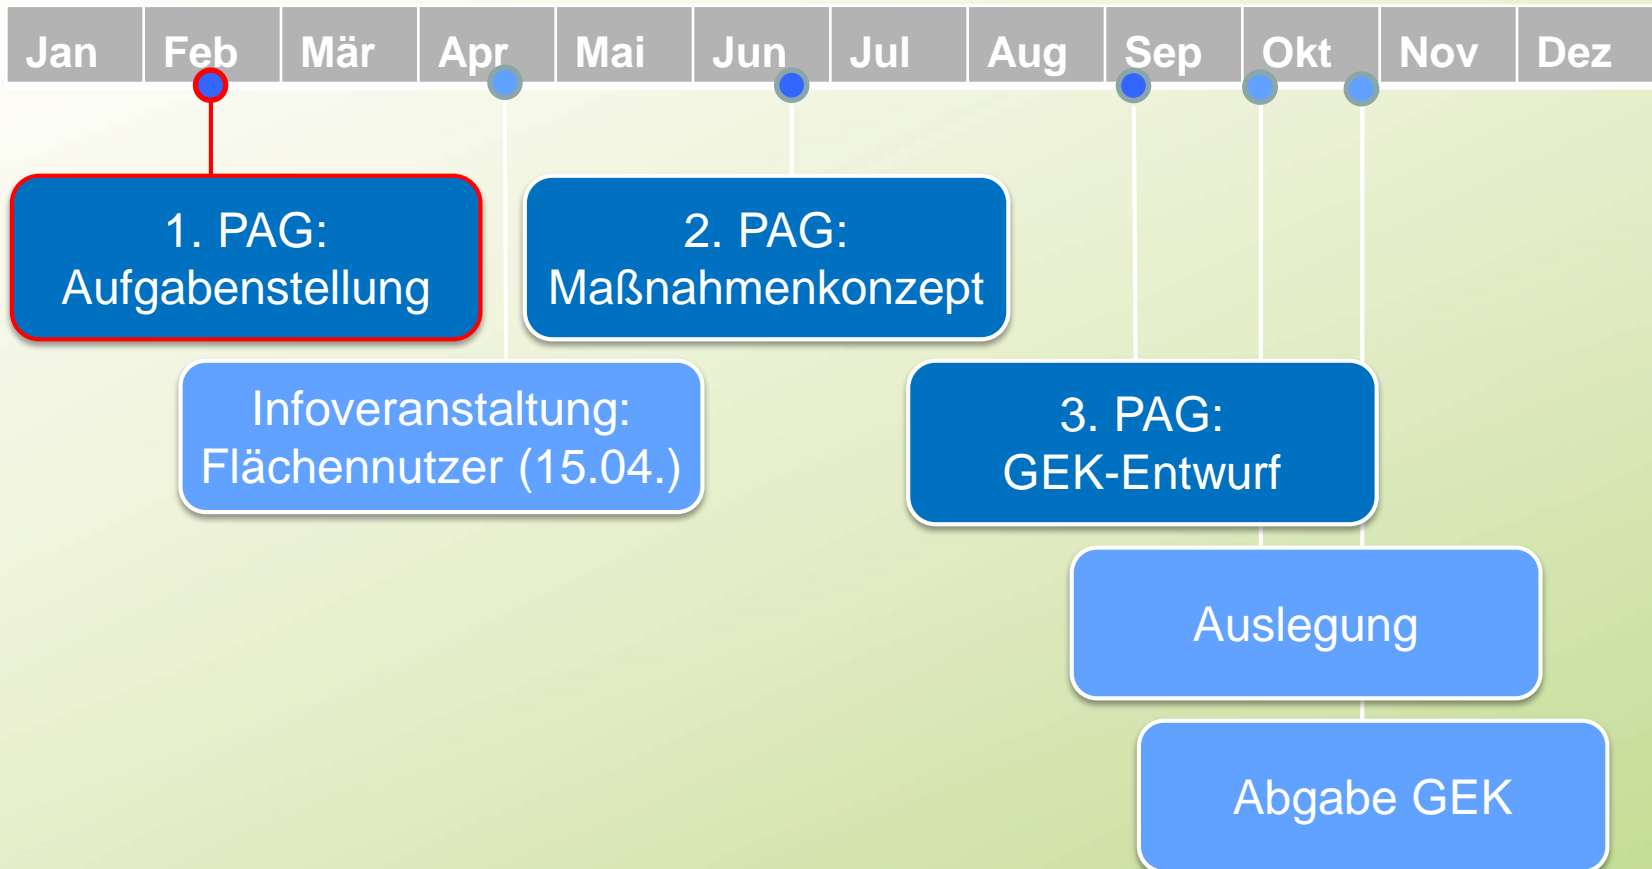 Jan Feb Mär Apr Mai Jun Jul Aug Sep Okt Nov Dez
1. PAG:
Aufgabenstellung
2. PAG:
Maßnahmenkonzept
Infoveranstaltung:
Flächennutzer (15.04.)
3. PAG:
GEK-Entwurf
Auslegung
Abgabe GEK